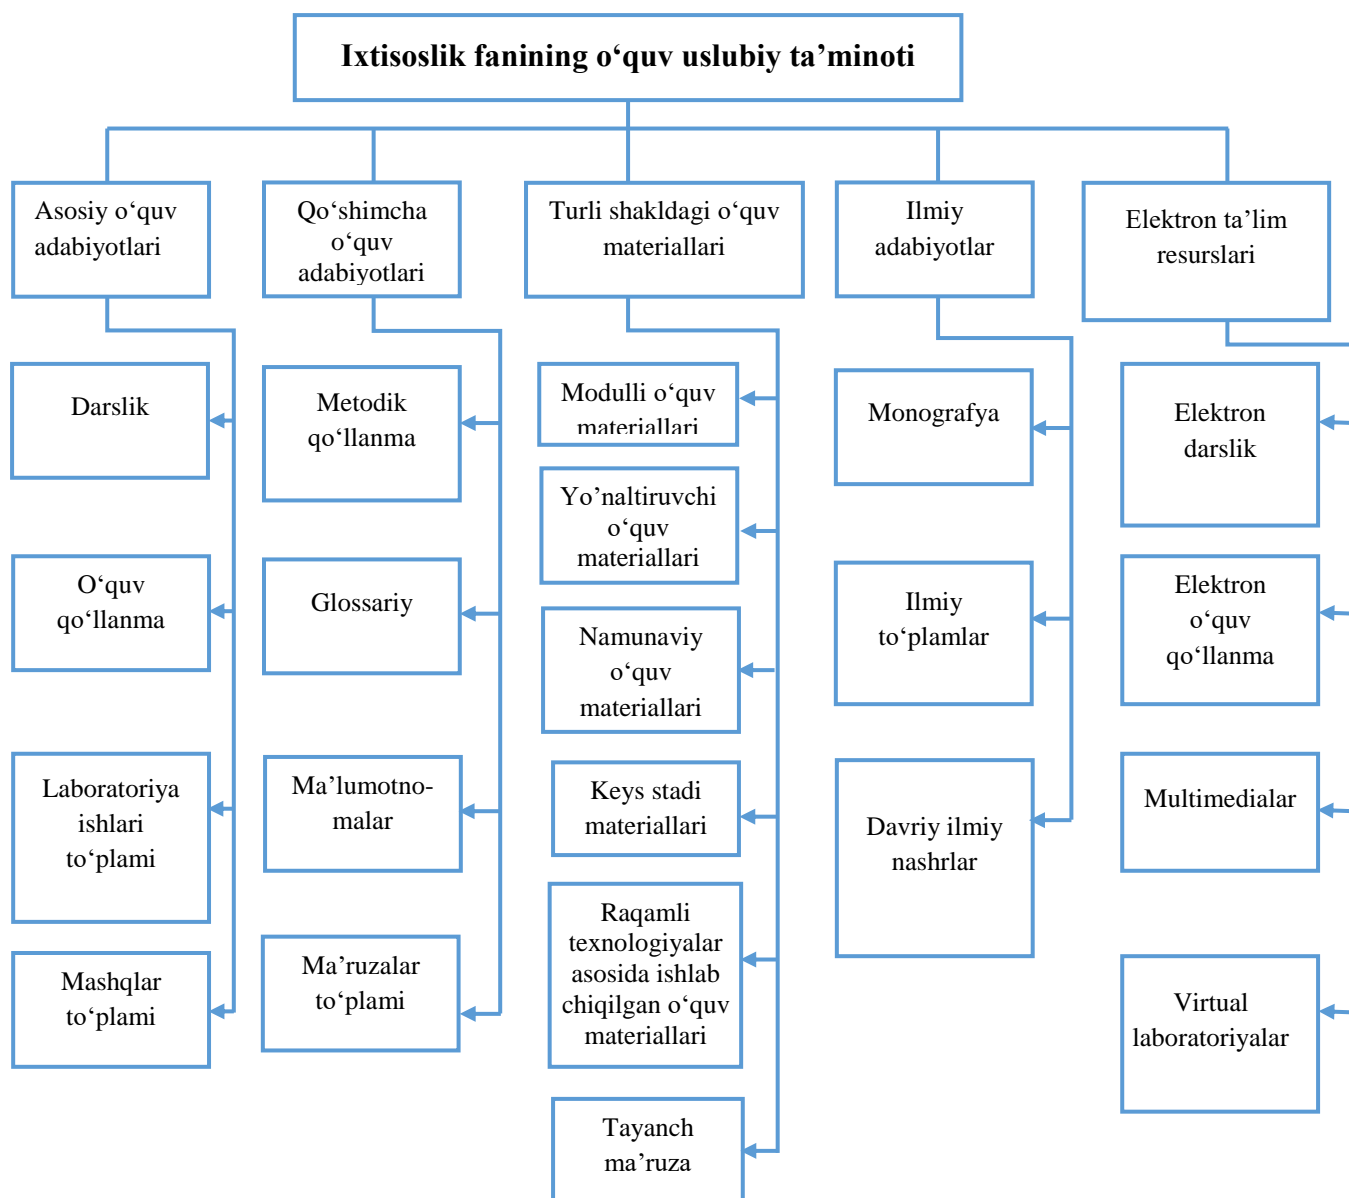 Ixtisoslik fanining o‘quv uslubiy ta’minoti
Asosiy o‘quv
adabiyotlari
Qo‘shimcha
o‘quv
adabiyotlari
Turli shakldagi o‘quv
materiallari
Ilmiy
adabiyotlar
Elektron ta’lim
resurslari
Darslik
O‘quv
qo‘llanma
Laboratoriya
ishlari
to‘plami
Mashqlar
to‘plami
Metodik
qo‘llanma
Glossariy
Ma’lumotno-
malar
Ma’ruzalar
to‘plami
Modulli o‘quv
materiallari
Yo’naltiruvchi
o‘quv
materiallari
Namunaviy
o‘quv
materiallari
Keys stadi
materiallari
Raqamli
texnologiyalar
asosida ishlab
chiqilgan o‘quv
materiallari
Tayanch
ma’ruza
Monografya
Ilmiy
to‘plamlar
Davriy ilmiy
nashrlar
Elektron
darslik
Elektron
o‘quv
qo‘llanma
Multimedialar
Virtual
laboratoriyalar